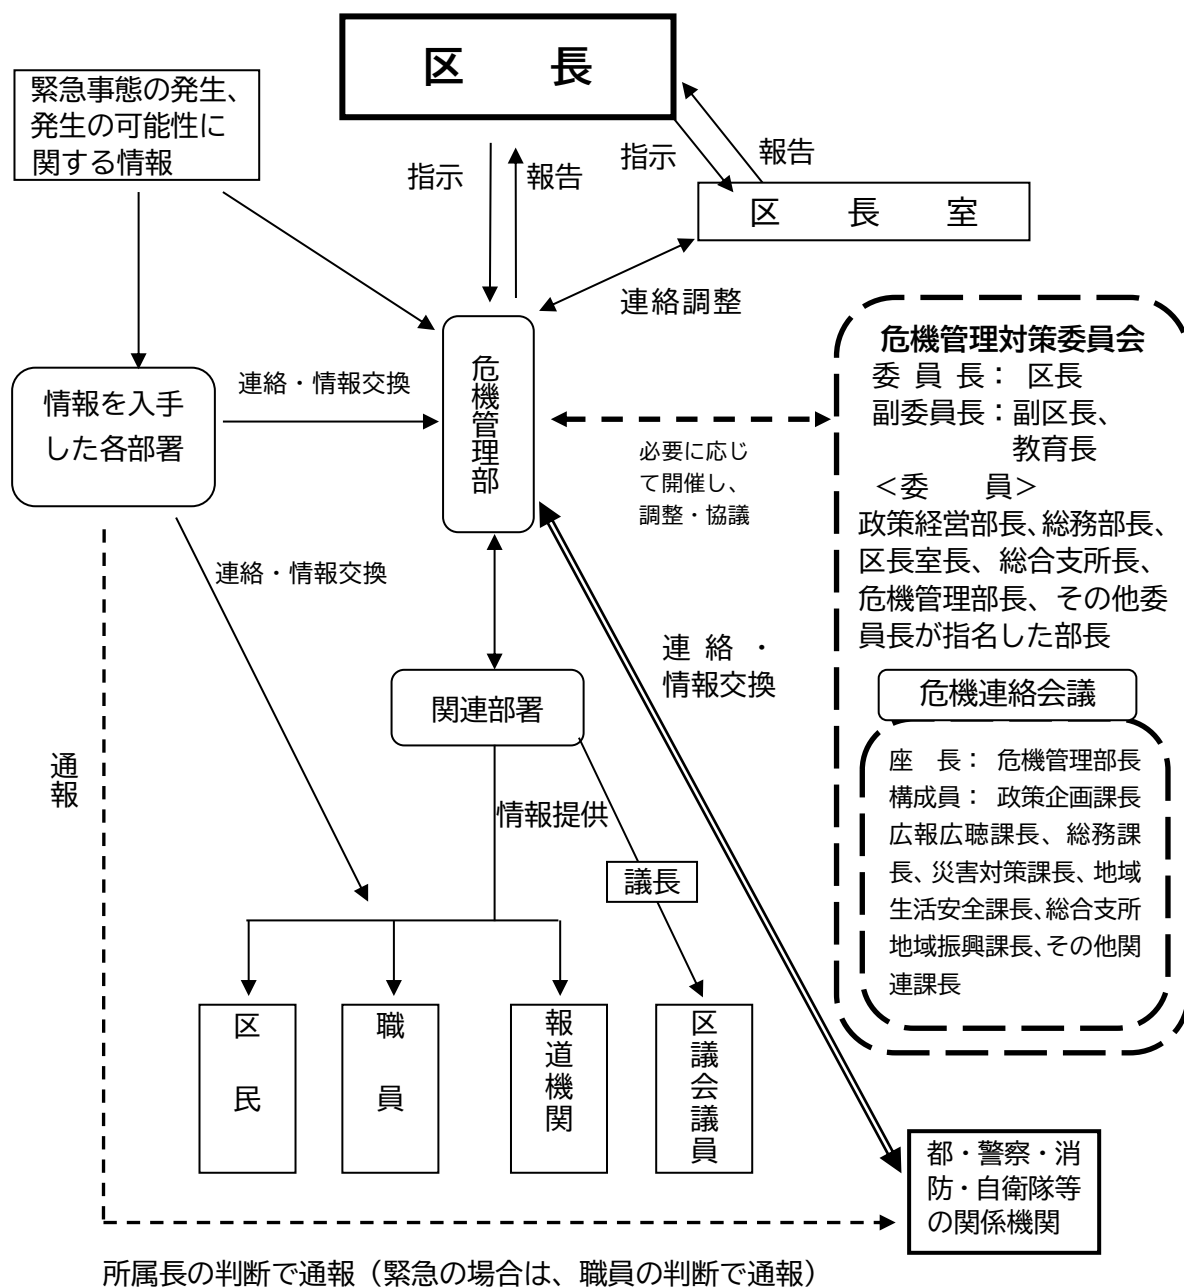 区　　長
緊急事態の発生、
発生の可能性に
関する情報
指示
報告
指示
報告
区　　長　　室
連絡調整
情報を入手
した各部署
連絡・情報交換
危機管理部
必要に応じ
て開催し、
調整・協議
危機管理対策委員会
委 員 長： 区長
副委員長：副区長、
教育長
＜委　　員＞
政策経営部長、総務部長、
区長室長、総合支所長、
危機管理部長、その他委
員長が指名した部長
危機連絡会議
座　長： 危機管理部長
構成員： 政策企画課長
広報広聴課長、総務課
長、災害対策課長、地域
生活安全課長、総合支所
地域振興課長、その他関
連課長
連絡・情報交換
連 絡 ・
情報交換
関連部署
通報
情報提供
議長
区　民
職　員
報道機関
区議会議員
都・警察・消
防・自衛隊等
の関係機関
所属長の判断で通報（緊急の場合は、職員の判断で通報）